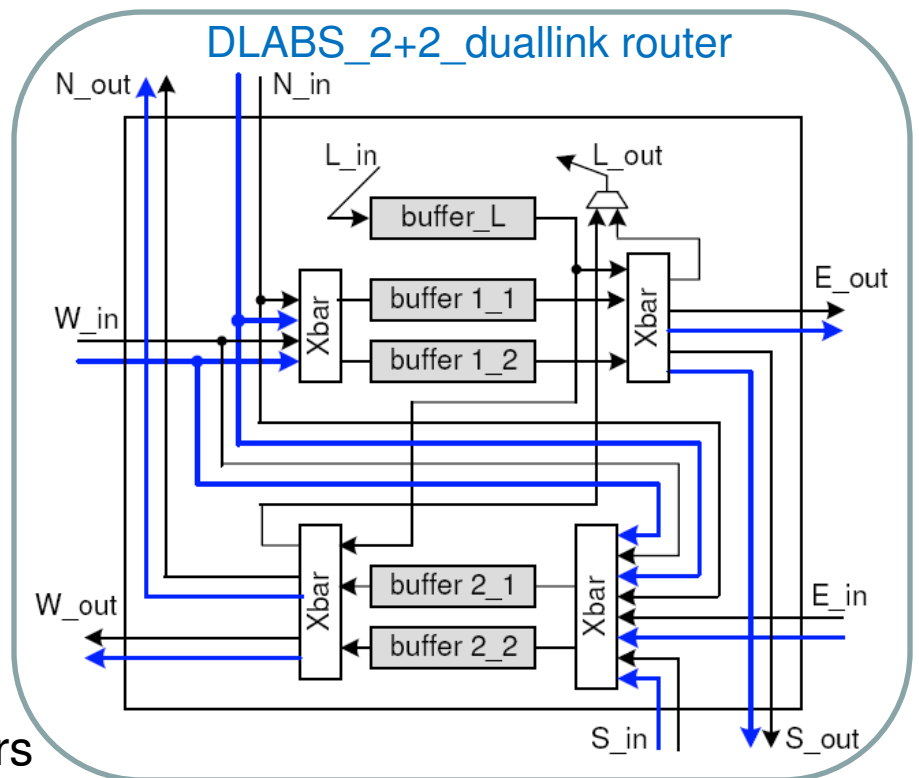 DLABS_2+2_duallink router
N_out
N_in
L_in
L_out
buffer_L
E_out
buffer 1_1
W_in
Xbar
Xbar
buffer 1_2
buffer 2_1
W_out
Xbar
Xbar
E_in
buffer 2_2
S_in
S_out
rs